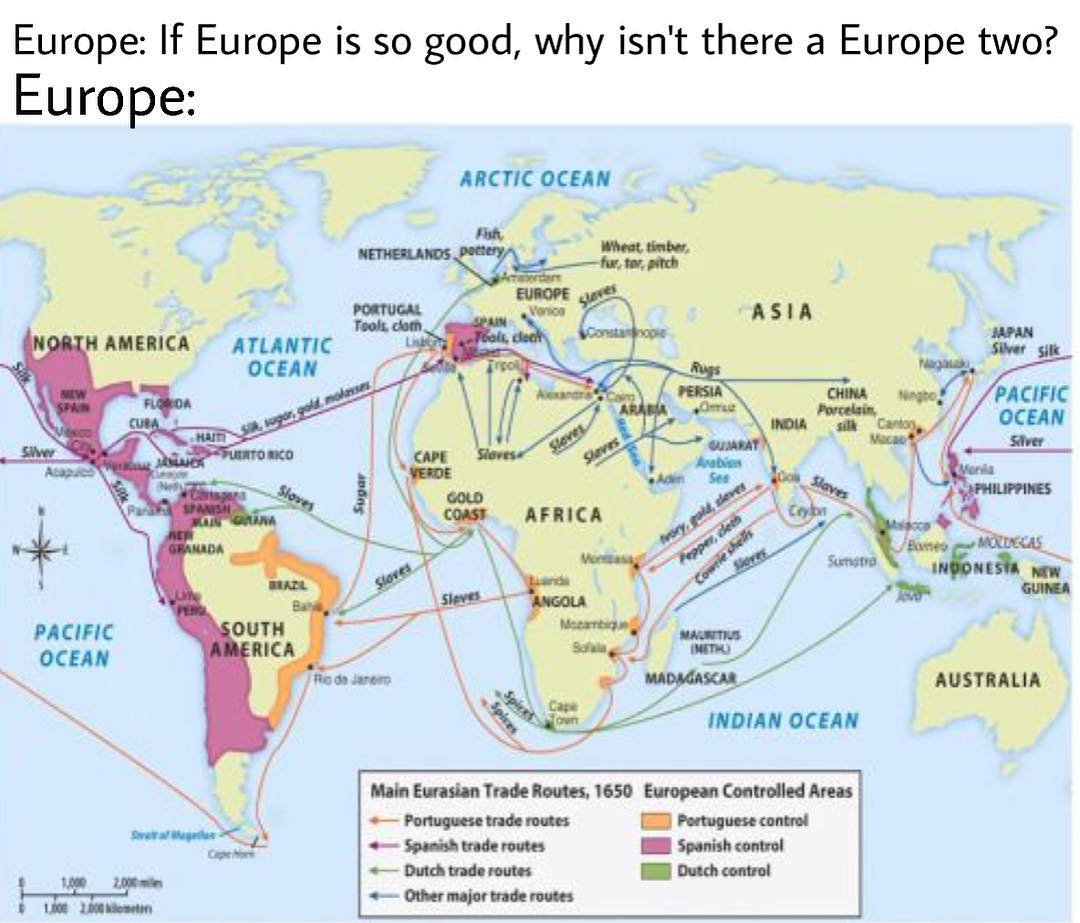 Europe: If Europe is so good, why isn't there a Europe two?
Europe:
ARCTIC OCEAN
Fish,
pottery
NETHERLANDS
Wheat, timber,
fur, tar, pitch
Amsterdam
EUROPE
Venice
Slaves
ASIA
PORTUGAL
Tools, cloth
SPAIN
Tools, cloth
Constantinople
Lisbon
Seville
Tripoli
NORTH AMERICA
ATLANTIC
OCEAN
JAPAN
Silver
Silk
Nagasaki
Rugs
PERSIA
CHINA
Porcelain,
silk
Ningbo
PACIFIC
OCEAN
Silk
NEW
SPAIN
FLORIDA
Silk, sugar, gold, molasses
Alexandria
Cairo
ARABIA
Ormuz
INDIA
Canton
Macao
CUBA
HAITI
PUERTO RICO
JAMAICA
Mexico
City
Veracruz
Silver
Acapulco
Slaves
Slaves
Slaves
Red Sea
GUJARAT
Arabian
Sea
Silver
Manila
PHILIPPINES
CAPE
VERDE
Curaçao
(Neth.)
Cartagena
Silk
Panama
SPANISH
MAIN
GUIANA
Slaves
Sugar
GOLD
COAST
AFRICA
Aden
Goa
Slaves
Ceylon
NEW
GRANADA
Ivory, gold, slaves
Pepper, cloth
Cowrie shells
Slaves
Malacca
Borneo
MOLUCCAS
Sumatra
INDONESIA
NEW
GUINEA
Java
Mombasa
BRAZIL
Slaves
Bahia
Lima
PERU
Slaves
Luanda
ANGOLA
Mozambique
Sofala
MAURITIUS
(NETH.)
MADAGASCAR
PACIFIC
OCEAN
SOUTH
AMERICA
Rio de Janeiro
AUSTRALIA
Spices
Spices
Cape
Town
INDIAN OCEAN
Strait of Magellan
Cape Horn
N
W
E
S
Main Eurasian Trade Routes, 1650
Portuguese trade routes
Spanish trade routes
Dutch trade routes
Other major trade routes
European Controlled Areas
Portuguese control
Spanish control
Dutch control
0 1,000 2,000 miles
0 1,000 2,000 kilometers